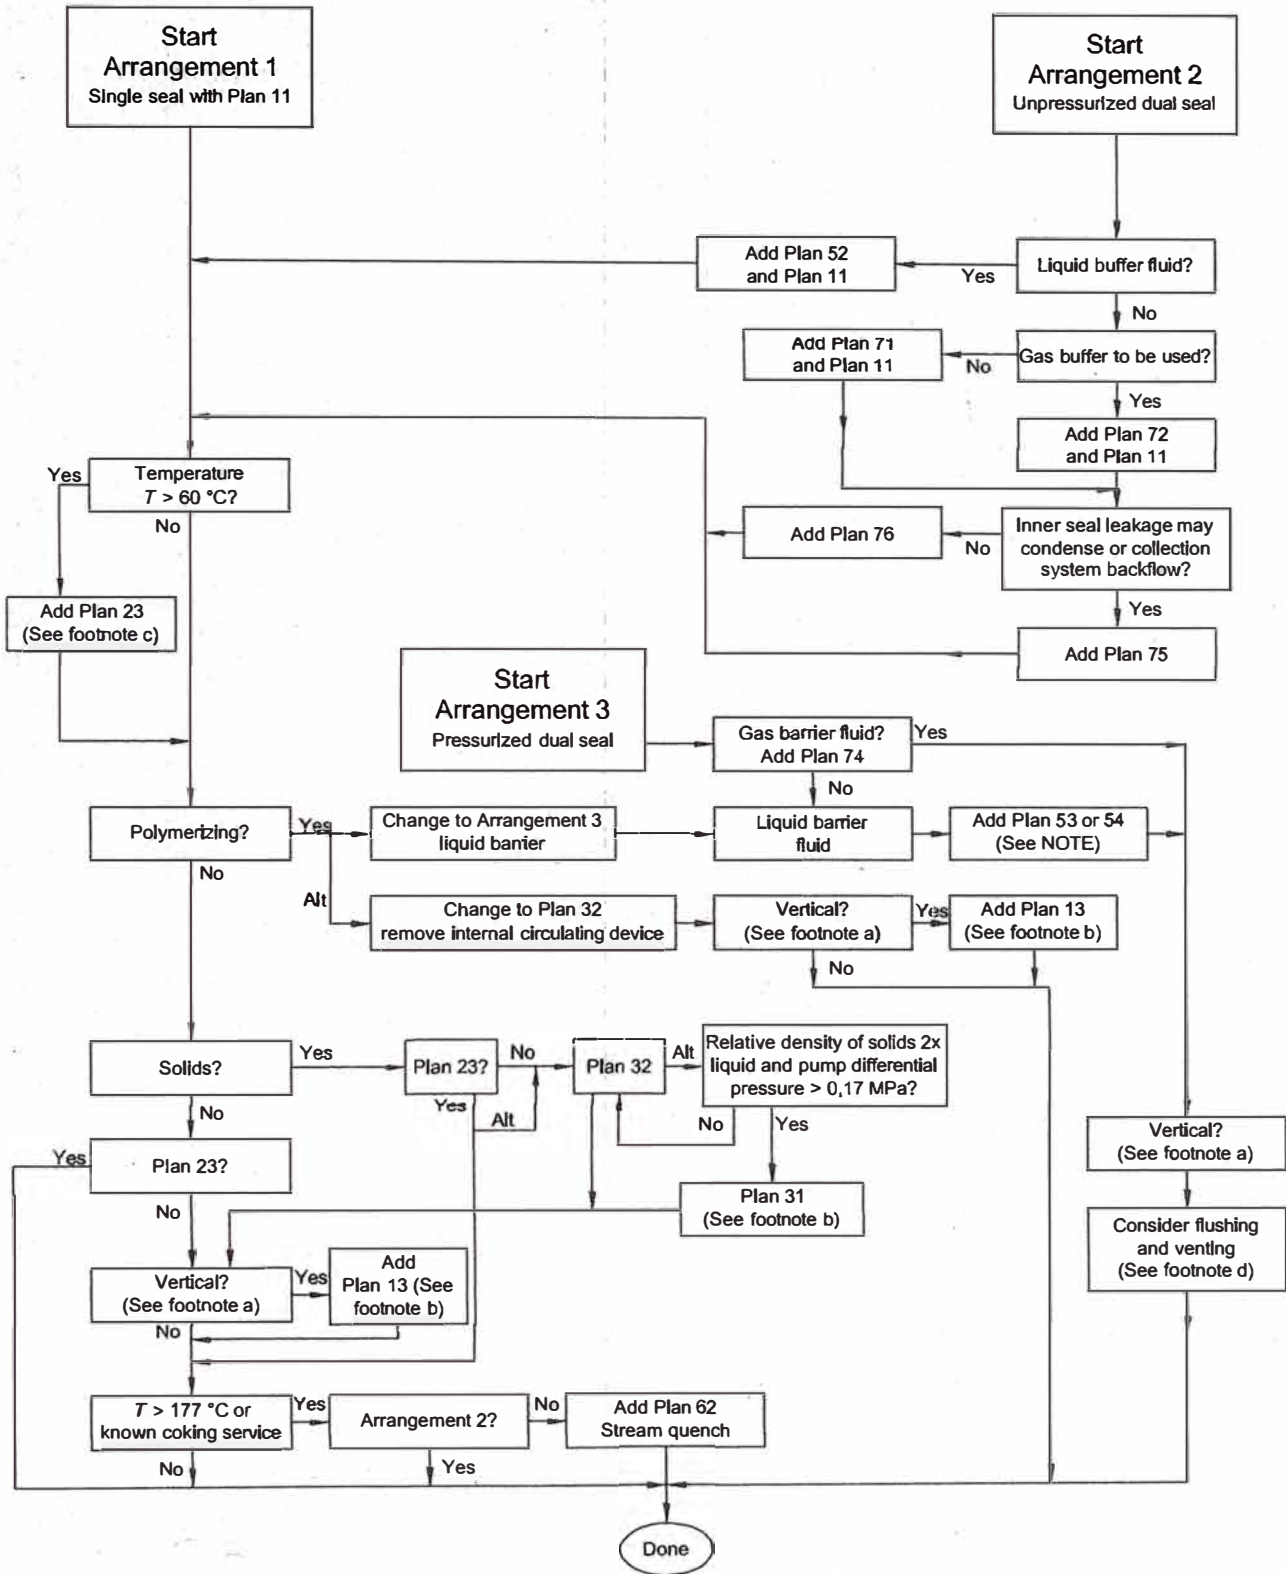 Start
Arrangement 1
Single seal with Plan 11
Start
Arrangement 2
Unpressurized dual seal
Add Plan 52
and Plan 11
Yes
Liquid buffer fluid?
No
Add Plan 71
and Plan 11
No
Gas buffer to be used?
Yes
Add Plan 72
and Plan 11
Yes
Temperature
T > 60 °C?
No
Add Plan 76
No
Inner seal leakage may
condense or collection
system backflow?
Yes
Add Plan 75
Add Plan 23
(See footnote c)
Start
Arrangement 3
Pressurized dual seal
Gas barrier fluid?
Add Plan 74
Yes
No
Polymerizing?
Yes
Change to Arrangement 3
liquid barrier
Liquid barrier
fluid
Add Plan 53 or 54
(See NOTE)
No
Alt
Change to Plan 32
remove internal circulating device
Vertical?
(See footnote a)
Yes
Add Plan 13
(See footnote b)
No
Solids?
Yes
Plan 23?
No
Plan 32
Alt
Relative density of solids 2x
liquid and pump differential
pressure > 0,17 MPa?
No
Yes
Alt
No
Yes
Yes
Plan 23?
No
Plan 31
(See footnote b)
Vertical?
(See footnote a)
Consider flushing
and venting
(See footnote d)
Vertical?
(See footnote a)
Yes
Add
Plan 13 (See
footnote b)
No
T > 177 °C or
known coking service
Yes
Arrangement 2?
No
Add Plan 62
Stream quench
No
Yes
Done